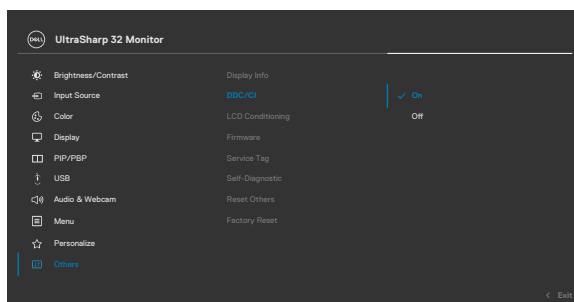 DELL UltraSharp 32 Monitor
Brightness/Contrast Display Info
Input Source DDC/CI On
Color LCD Conditioning Off
Display Firmware
PIP/PBP Service Tag
USB Self-Diagnostic
Audio & Webcam Reset Others
Menu Factory Reset
Personalize
Others
< Exit